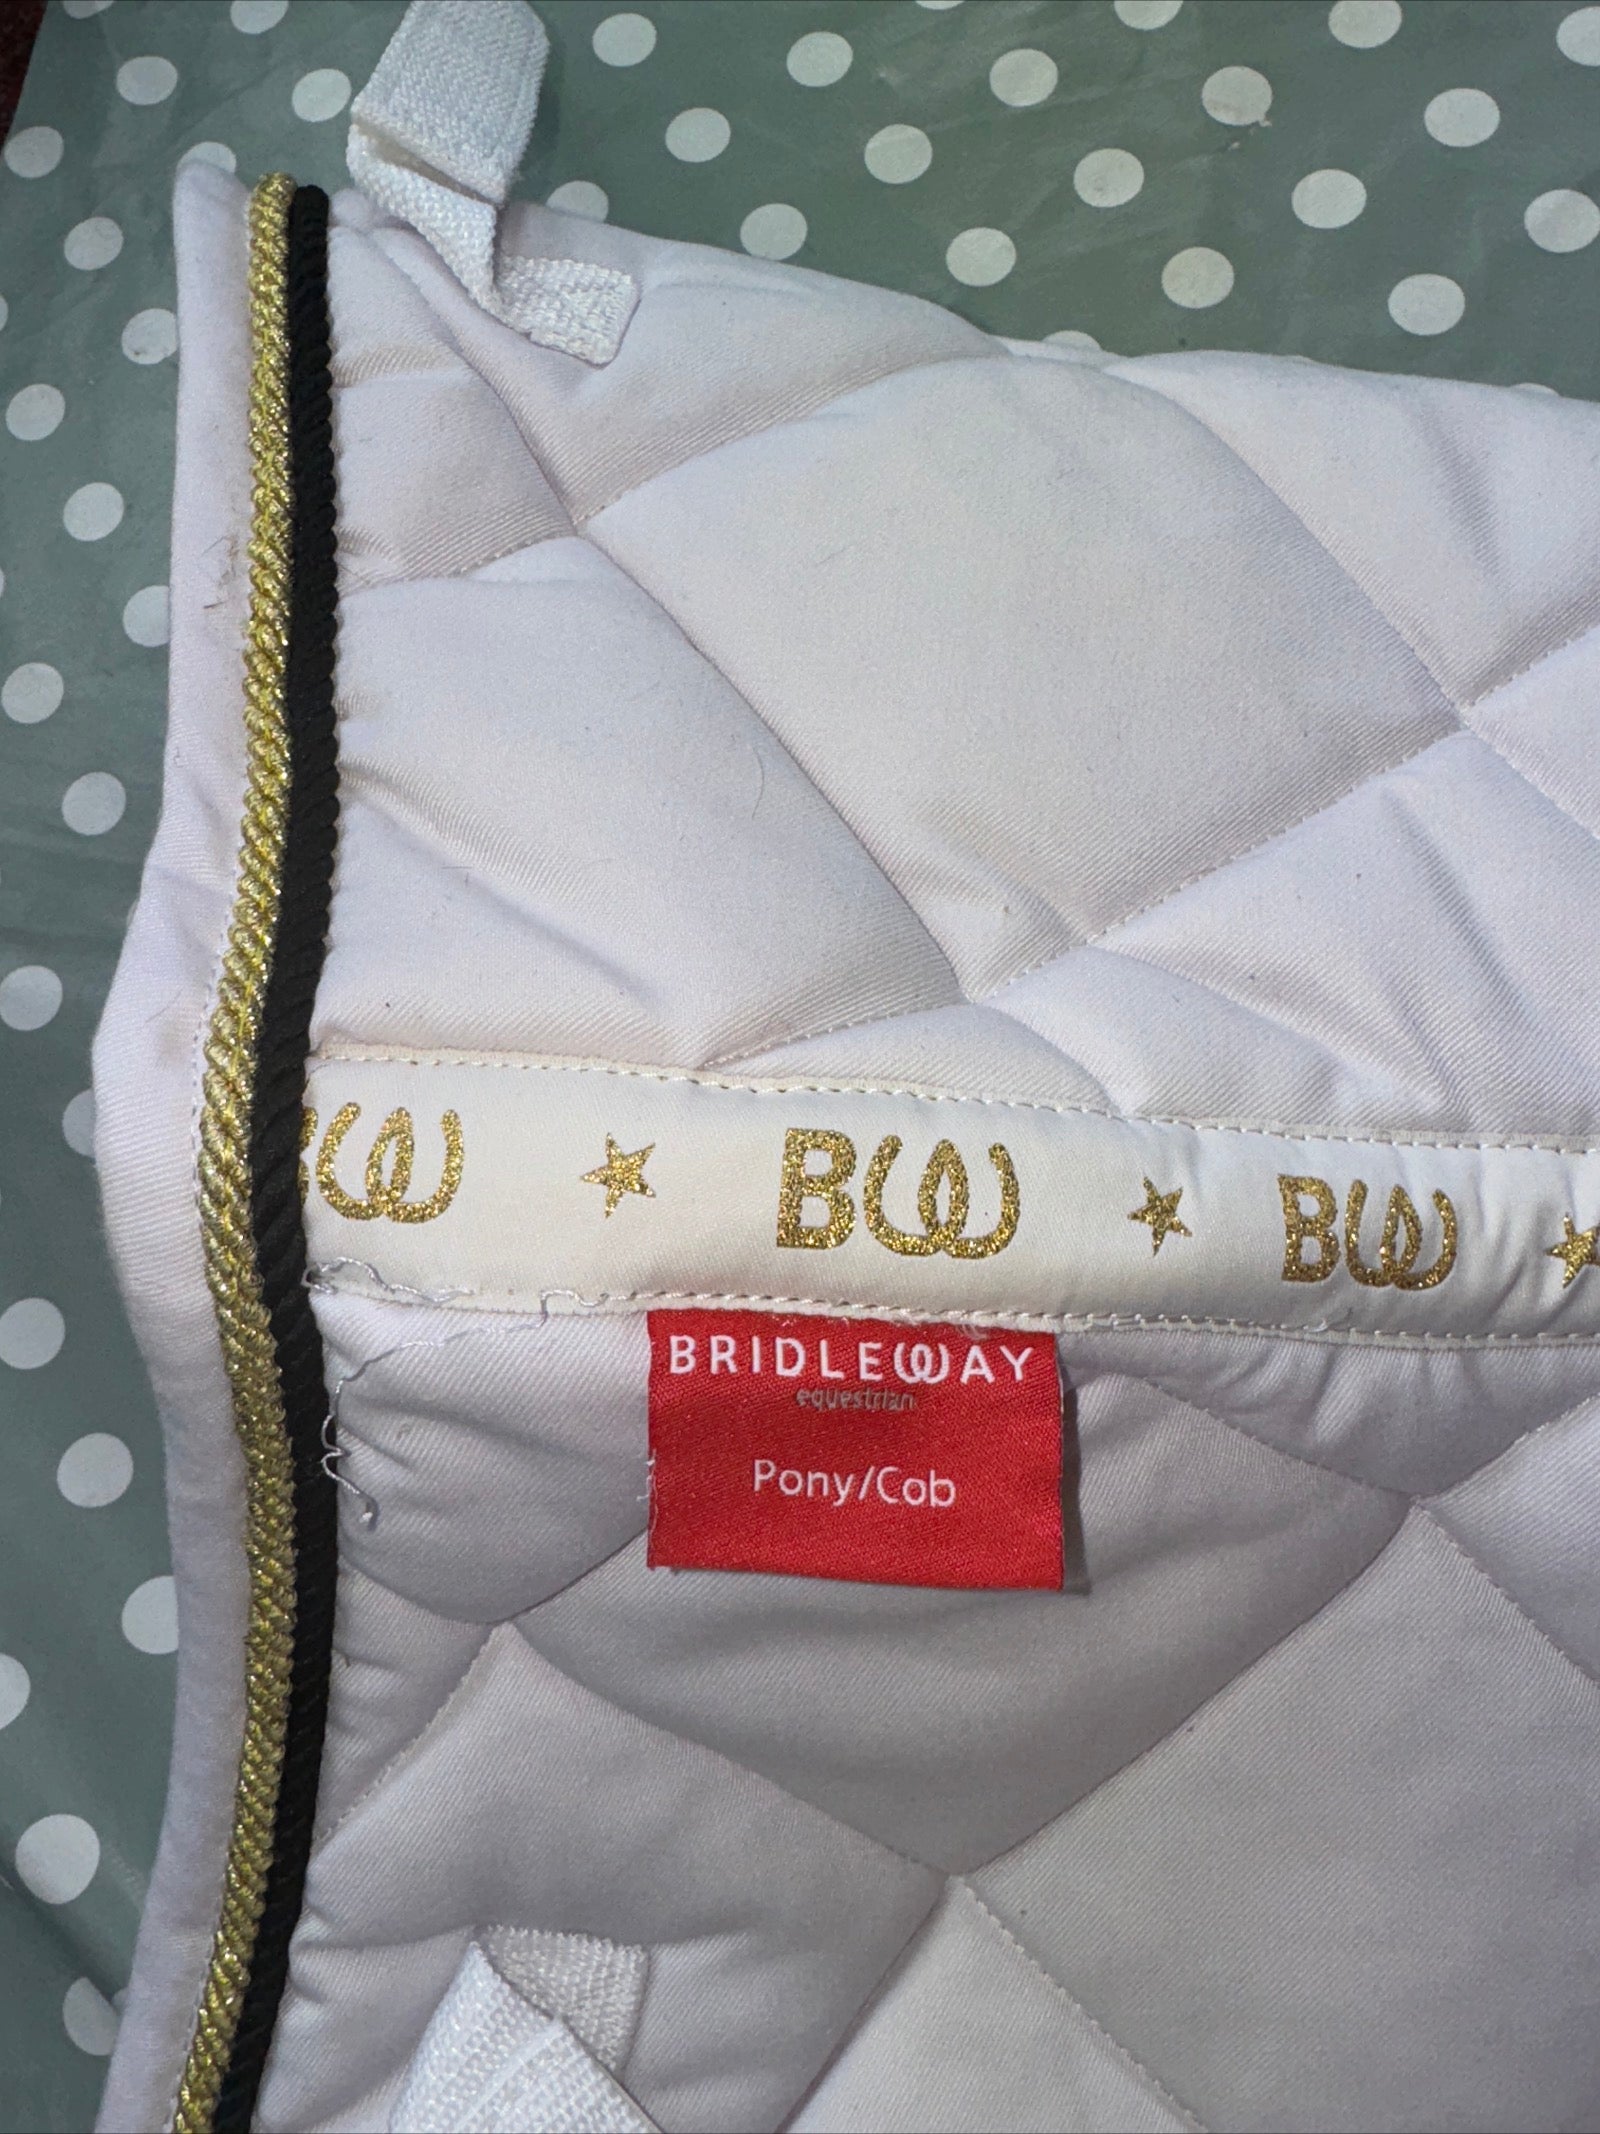 BW ★ BW ★ BW ★
BRIDLEWAY
equestrian
Pony/Cob